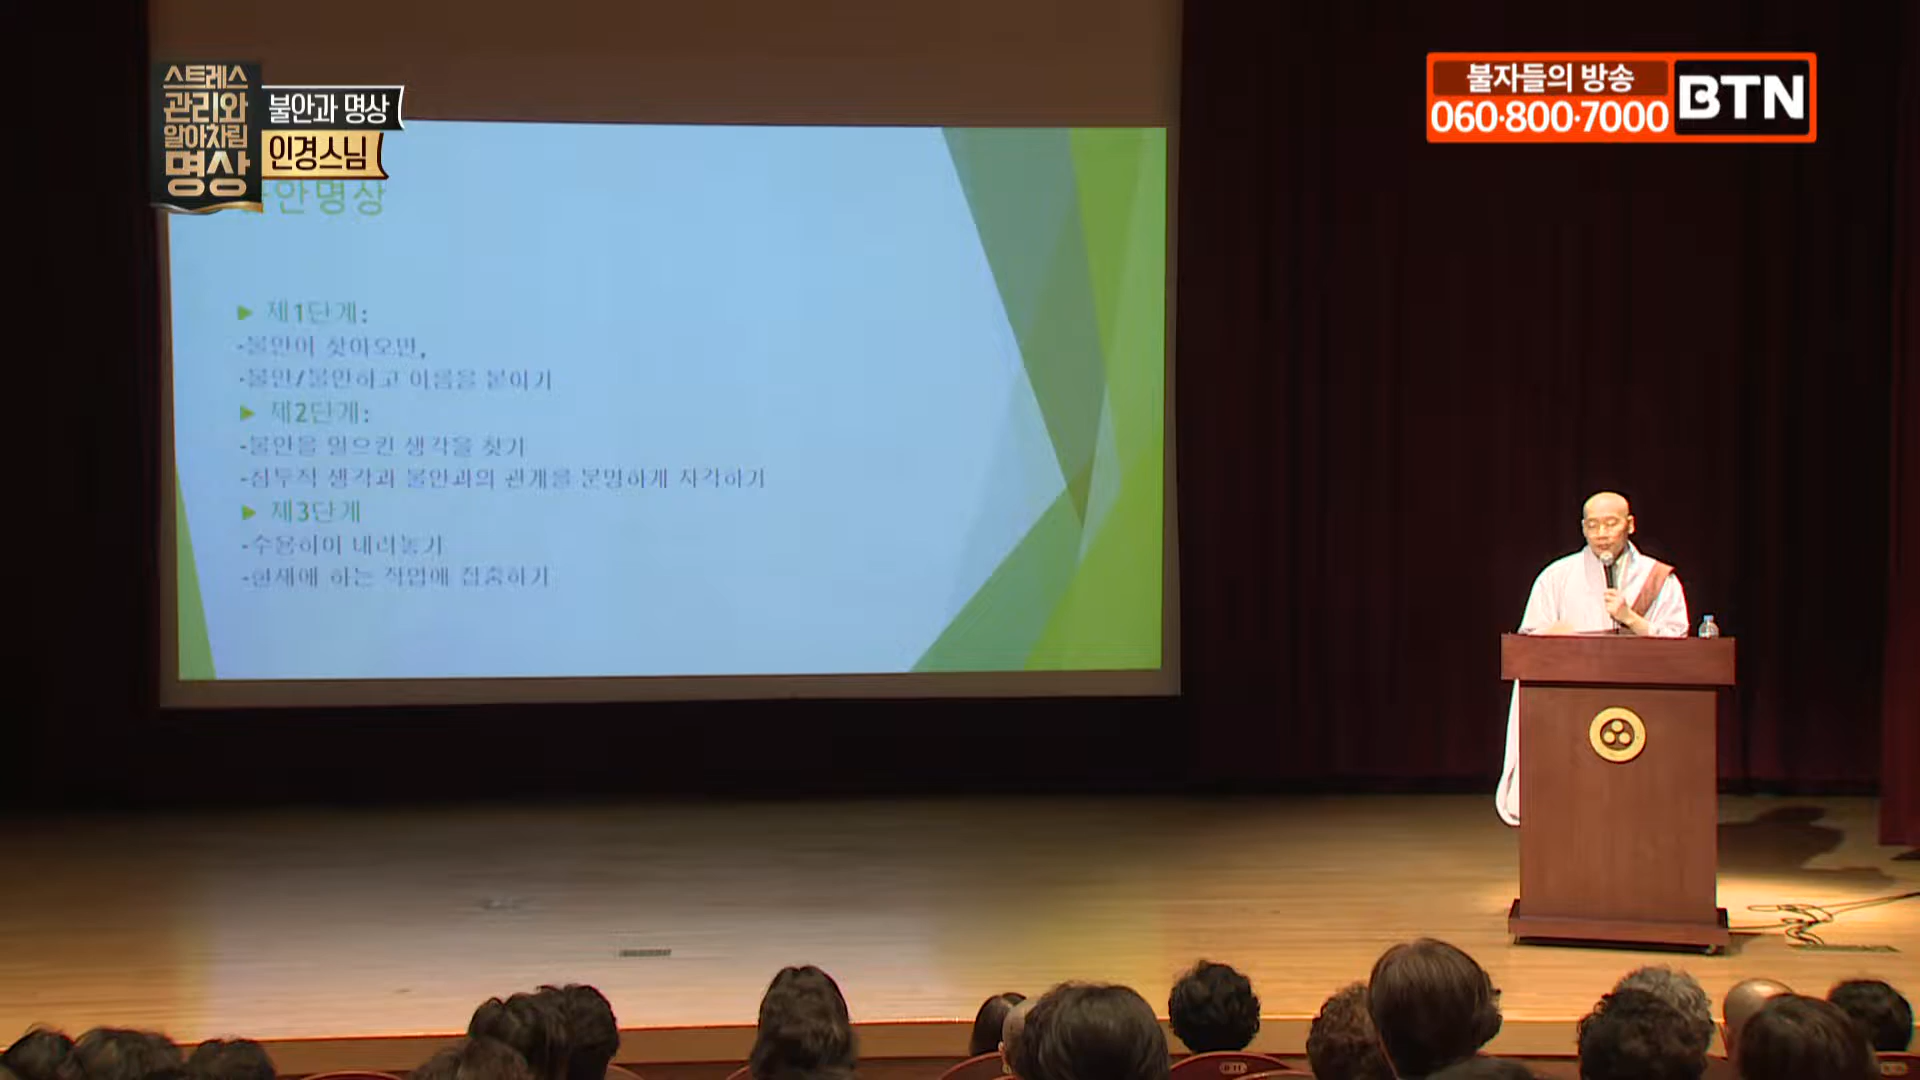 스트레스
관리와
알아차림
명상
불안과 명상
인경스님
불자들의 방송
060·800·7000
BTN
불안명상
▶ 제1단계:
-불안이 찾아오면,
-불안/불안하고 이름을 붙이기
▶ 제2단계:
-불안을 일으킨 생각을 찾기
-침투적 생각과 불안과의 관계를 분명하게 자각하기
▶ 제3단계
-수용하여 내려놓기
-현재에 하는 작업에 집중하기